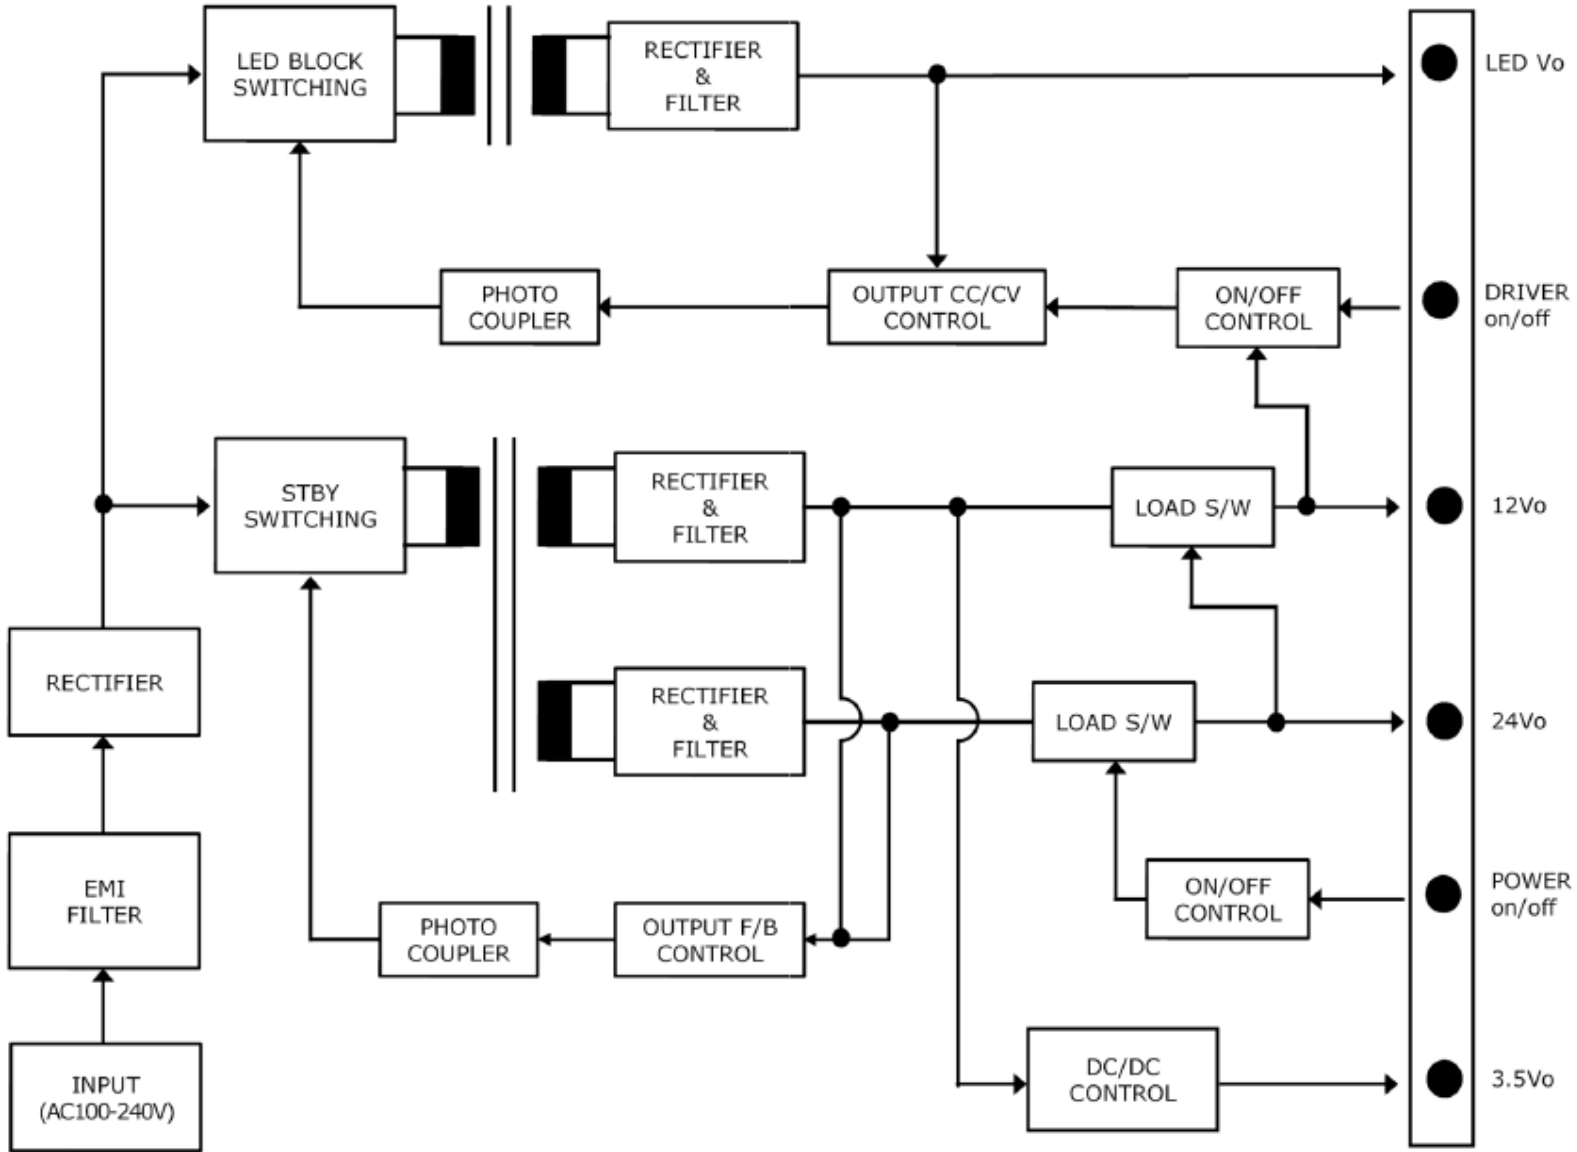 LED BLOCK
SWITCHING
RECTIFIER
&
FILTER
LED Vo
PHOTO
COUPLER
OUTPUT CC/CV
CONTROL
ON/OFF
CONTROL
DRIVER
on/off
STBY
SWITCHING
RECTIFIER
&
FILTER
LOAD S/W
12Vo
RECTIFIER
RECTIFIER
&
FILTER
LOAD S/W
24Vo
EMI
FILTER
PHOTO
COUPLER
OUTPUT F/B
CONTROL
ON/OFF
CONTROL
POWER
on/off
INPUT
(AC100-240V)
DC/DC
CONTROL
3.5Vo